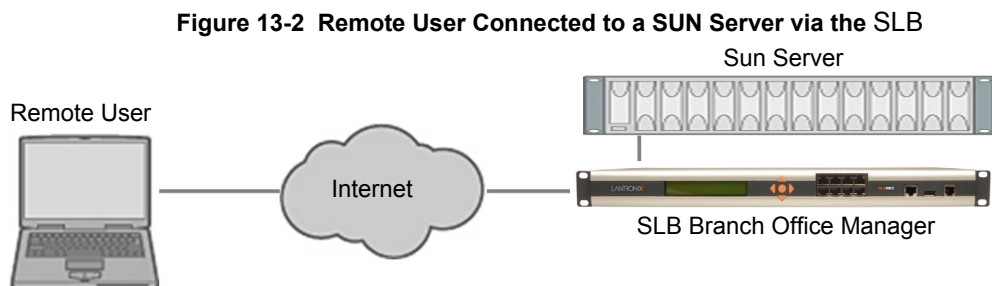 Figure 13-2 Remote User Connected to a SUN Server via the SLB
Sun Server
Remote User
Internet
LANTRONIX
SLB Branch Office Manager